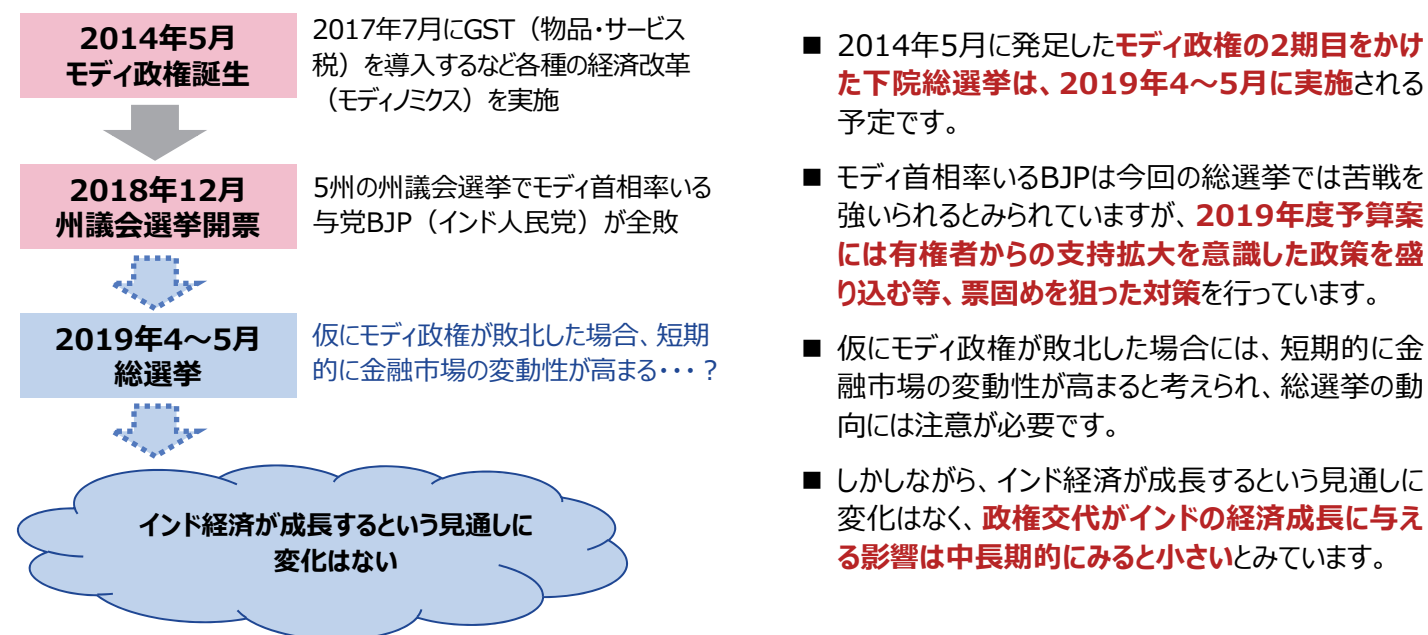 2014年5月
モディ政権誕生
2017年7月にGST（物品・サービス
税）を導入するなど各種の経済改革
（モディノミクス）を実施
2018年12月
州議会選挙開票
5州の州議会選挙でモディ首相率いる
与党BJP（インド人民党）が全敗
2019年4～5月
総選挙
仮にモディ政権が敗北した場合、短期
的に金融市場の変動性が高まる・・・？
インド経済が成長するという見通しに
変化はない
■ 2014年5月に発足したモディ政権の2期目をかけ
た下院総選挙は、2019年4～5月に実施される
予定です。
■ モディ首相率いるBJPは今回の総選挙では苦戦を
強いられるとみられていますが、2019年度予算案
には有権者からの支持拡大を意識した政策を盛
り込む等、票固めを狙った対策を行っています。
■ 仮にモディ政権が敗北した場合には、短期的に金
融市場の変動性が高まると考えられ、総選挙の動
向には注意が必要です。
■ しかしながら、インド経済が成長するという見通しに
変化はなく、政権交代がインドの経済成長に与え
る影響は中長期的にみると小さいとみています。